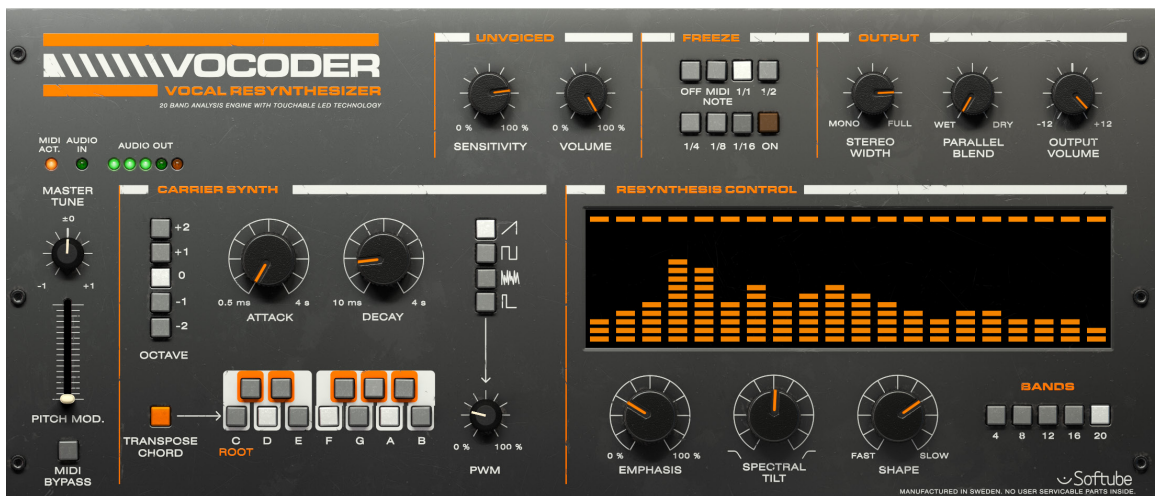 VOCODER
VOCAL RESYNTHESIZER
20 BAND ANALYSIS ENGINE WITH TOUCHABLE LED TECHNOLOGY
MIDI ACT.
AUDIO IN
AUDIO OUT
MASTER TUNE
±0
-1 +1
PITCH MOD.
MIDI BYPASS
UNVOICED
0 % 100 %
SENSITIVITY
0 % 100 %
VOLUME
FREEZE
OFF MIDI NOTE 1/1 1/2
1/4 1/8 1/16 ON
OUTPUT
MONO FULL
STEREO WIDTH
WET DRY
PARALLEL BLEND
-12 +12
OUTPUT VOLUME
CARRIER SYNTH
+2
+1
0
-1
-2
OCTAVE
0.5 ms 4 s
ATTACK
10 ms 4 s
DECAY
TRANSPOSE CHORD
C D E F G A B
ROOT
0 % 100 %
PWM
RESYNTHESIS CONTROL
0 % 100 %
EMPHASIS
SPECTRAL TILT
FAST SLOW
SHAPE
BANDS
4 8 12 16 20
Softube
MANUFACTURED IN SWEDEN. NO USER SERVICABLE PARTS INSIDE.